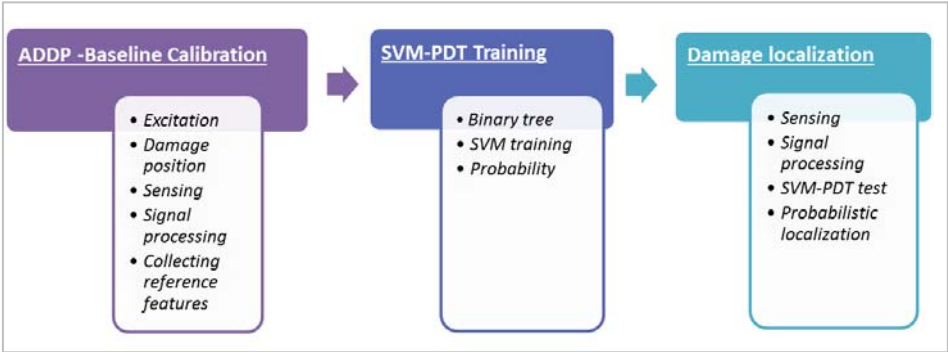 ADDP -Baseline Calibration
• Excitation
• Damage
position
• Sensing
• Signal
processing
• Collecting
reference
features
SVM-PDT Training
• Binary tree
• SVM training
• Probability
Damage localization
• Sensing
• Signal
processing
• SVM-PDT test
• Probabilistic
localization